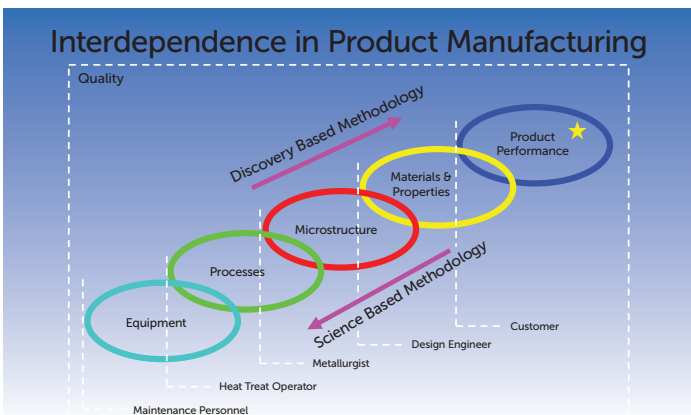 Interdependence in Product Manufacturing
Quality
Discovery Based Methodology
Product
Performance
Materials &
Properties
Microstructure
Processes
Science Based Methodology
Equipment
Customer
Design Engineer
Metallurgist
Heat Treat Operator
Maintenance Personnel